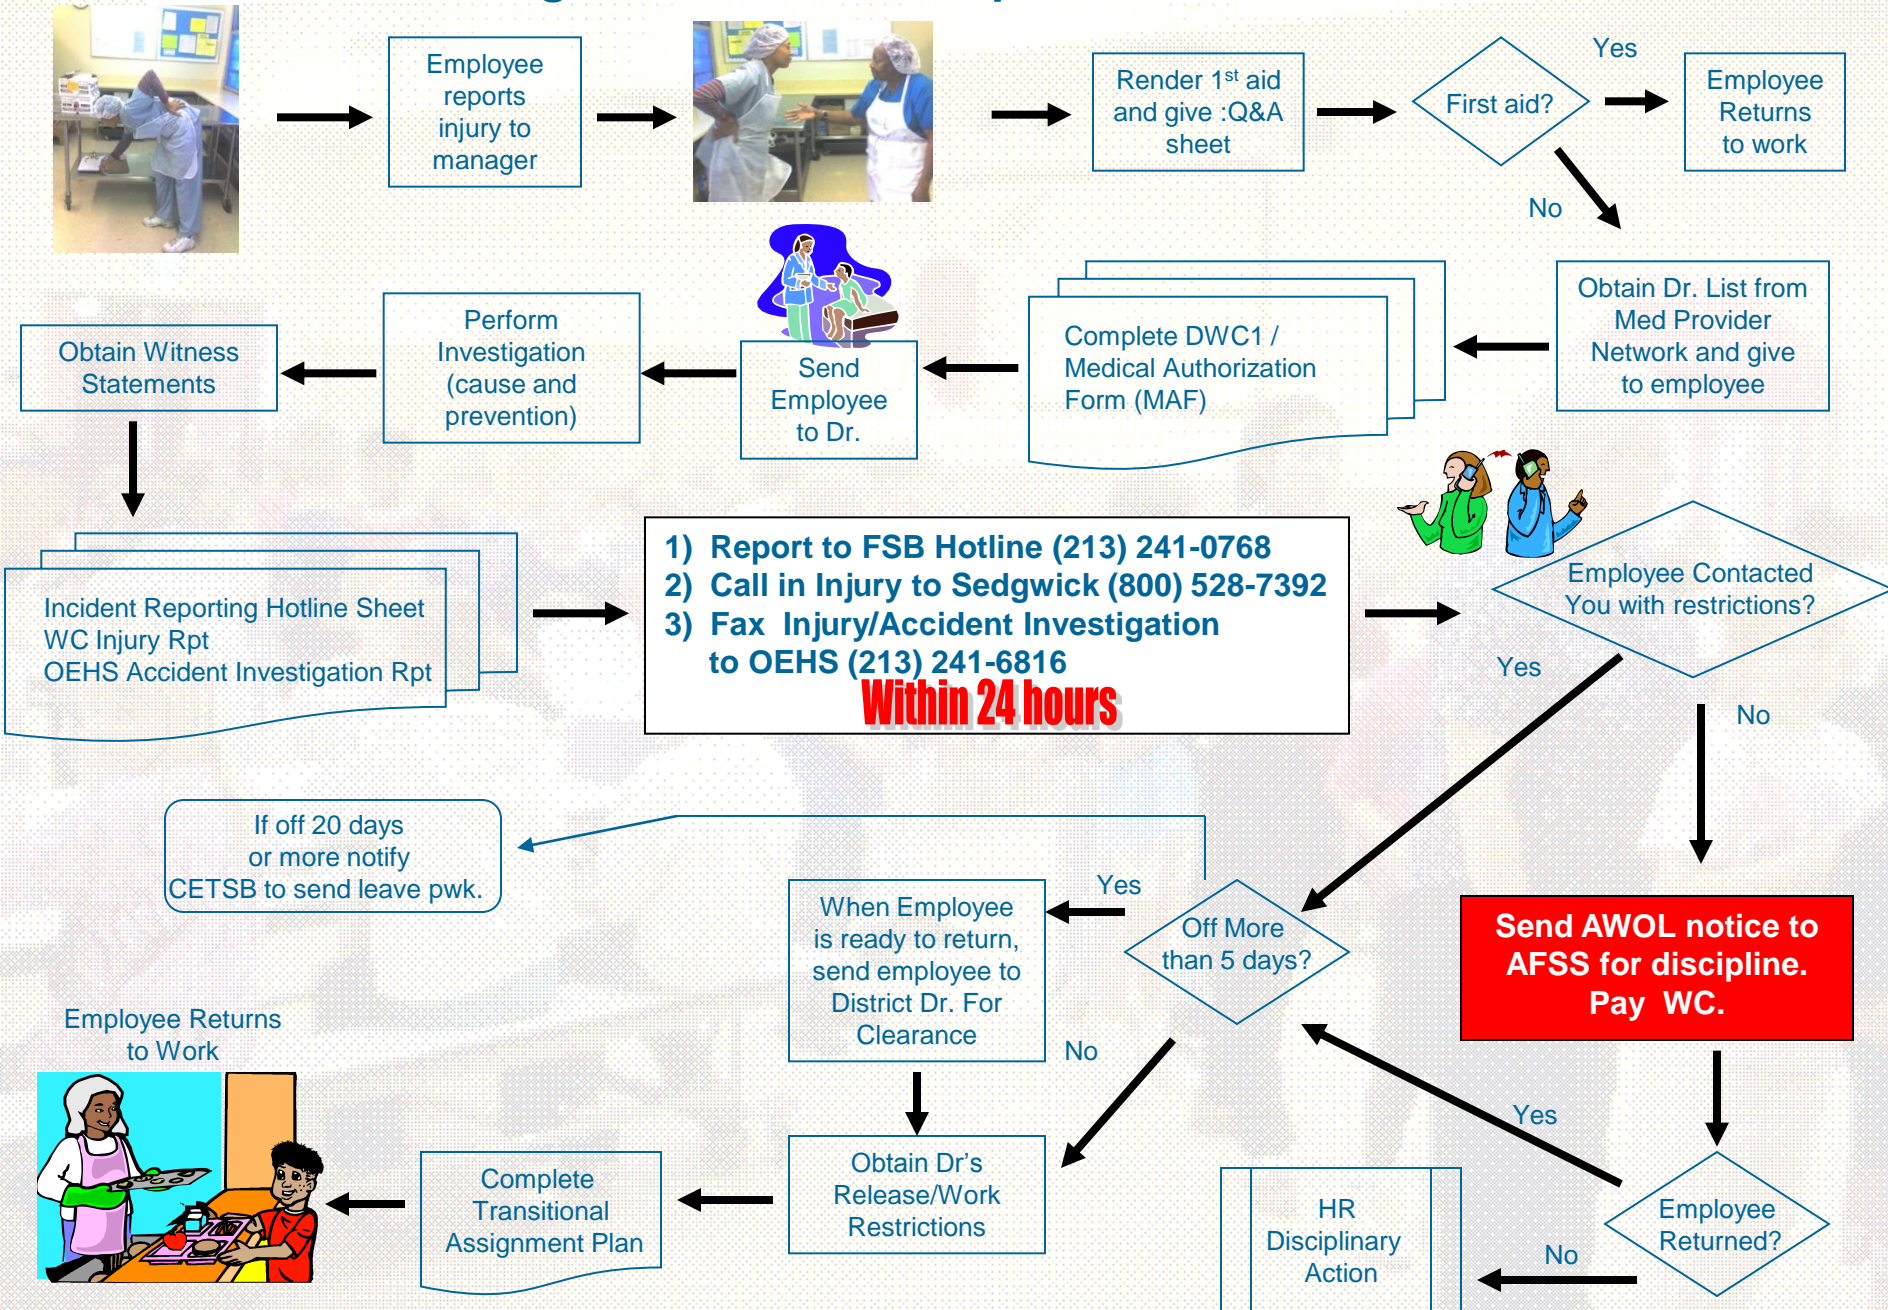 Employee
reports
injury to
manager
Render 1st aid
and give :Q&A
sheet
First aid?
Yes
Employee
Returns
to work
No
Obtain Dr. List from
Med Provider
Network and give
to employee
Complete DWC1 /
Medical Authorization
Form (MAF)
Send
Employee
to Dr.
Perform
Investigation
(cause and
prevention)
Obtain Witness
Statements
Incident Reporting Hotline Sheet
WC Injury Rpt
OEHS Accident Investigation Rpt
1) Report to FSB Hotline (213) 241-0768
2) Call in Injury to Sedgwick (800) 528-7392
3) Fax Injury/Accident Investigation
to OEHS (213) 241-6816
Within 24 hours
Employee Contacted
You with restrictions?
Yes
No
If off 20 days
or more notify
CETSB to send leave pwk.
Yes
Off More
than 5 days?
When Employee
is ready to return,
send employee to
District Dr. For
Clearance
No
Send AWOL notice to
AFSS for discipline.
Pay WC.
Yes
Employee
Returned?
No
HR
Disciplinary
Action
Obtain Dr's
Release/Work
Restrictions
Complete
Transitional
Assignment Plan
Employee Returns
to Work